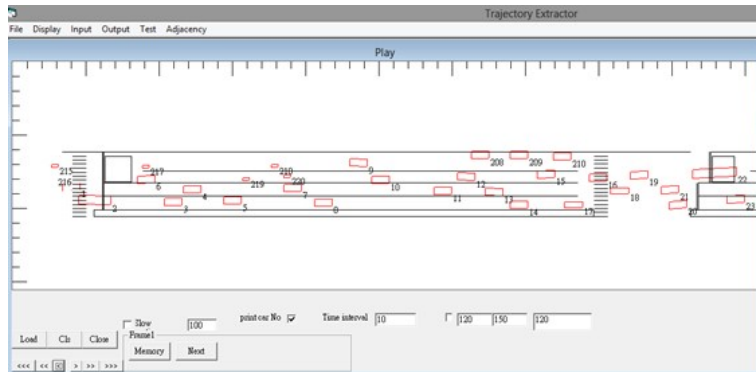 Trajectory Extractor
File Display Input Output Test Adjacency
Play
208 209 210
215 217 218 9
216 6 219 220 10 12 15 16 19 22
4 7 11 13 18 21
2 3 5 8 14 17 20 23
Slow 100 print car No Time interval 10 120 150 120
Frame1
Load Cls Close Memory Next
<<< << > >> >>>